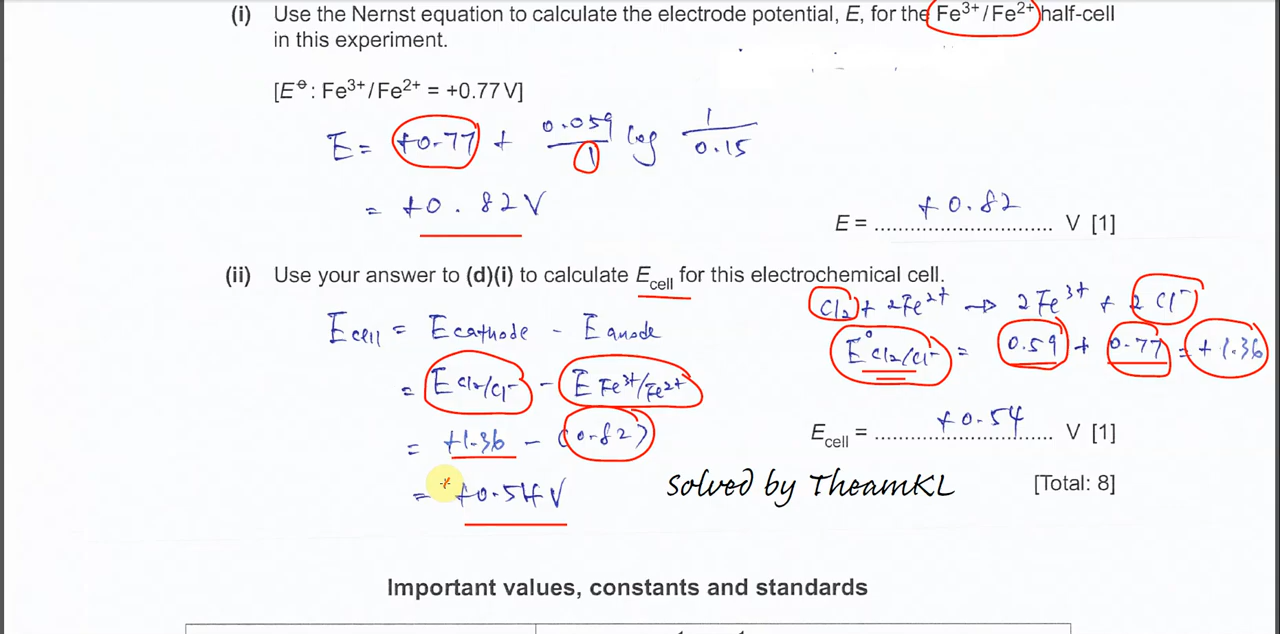 (i) Use the Nernst equation to calculate the electrode potential, E, for the Fe³⁺/Fe²⁺ half-cell
in this experiment.
[E⦵: Fe³⁺/Fe²⁺ = +0.77 V]
E = +0.77 + 0.059/1 log 1/0.15
= +0.82 V
E = +0.82 V [1]
(ii) Use your answer to (d)(i) to calculate Ecell for this electrochemical cell.
Cl₂ + 2Fe²⁺ → 2Fe³⁺ + 2Cl⁻
Ecell = Ecathode - Eanode
E° Cl₂/Cl⁻ = 0.59 + 0.77 = +1.36
= E Cl₂/Cl⁻ - E Fe³⁺/Fe²⁺
Ecell = +0.54 V [1]
= +1.36 - (0.82)
= +0.54 V
Solved by TheamKL
[Total: 8]
Important values, constants and standards